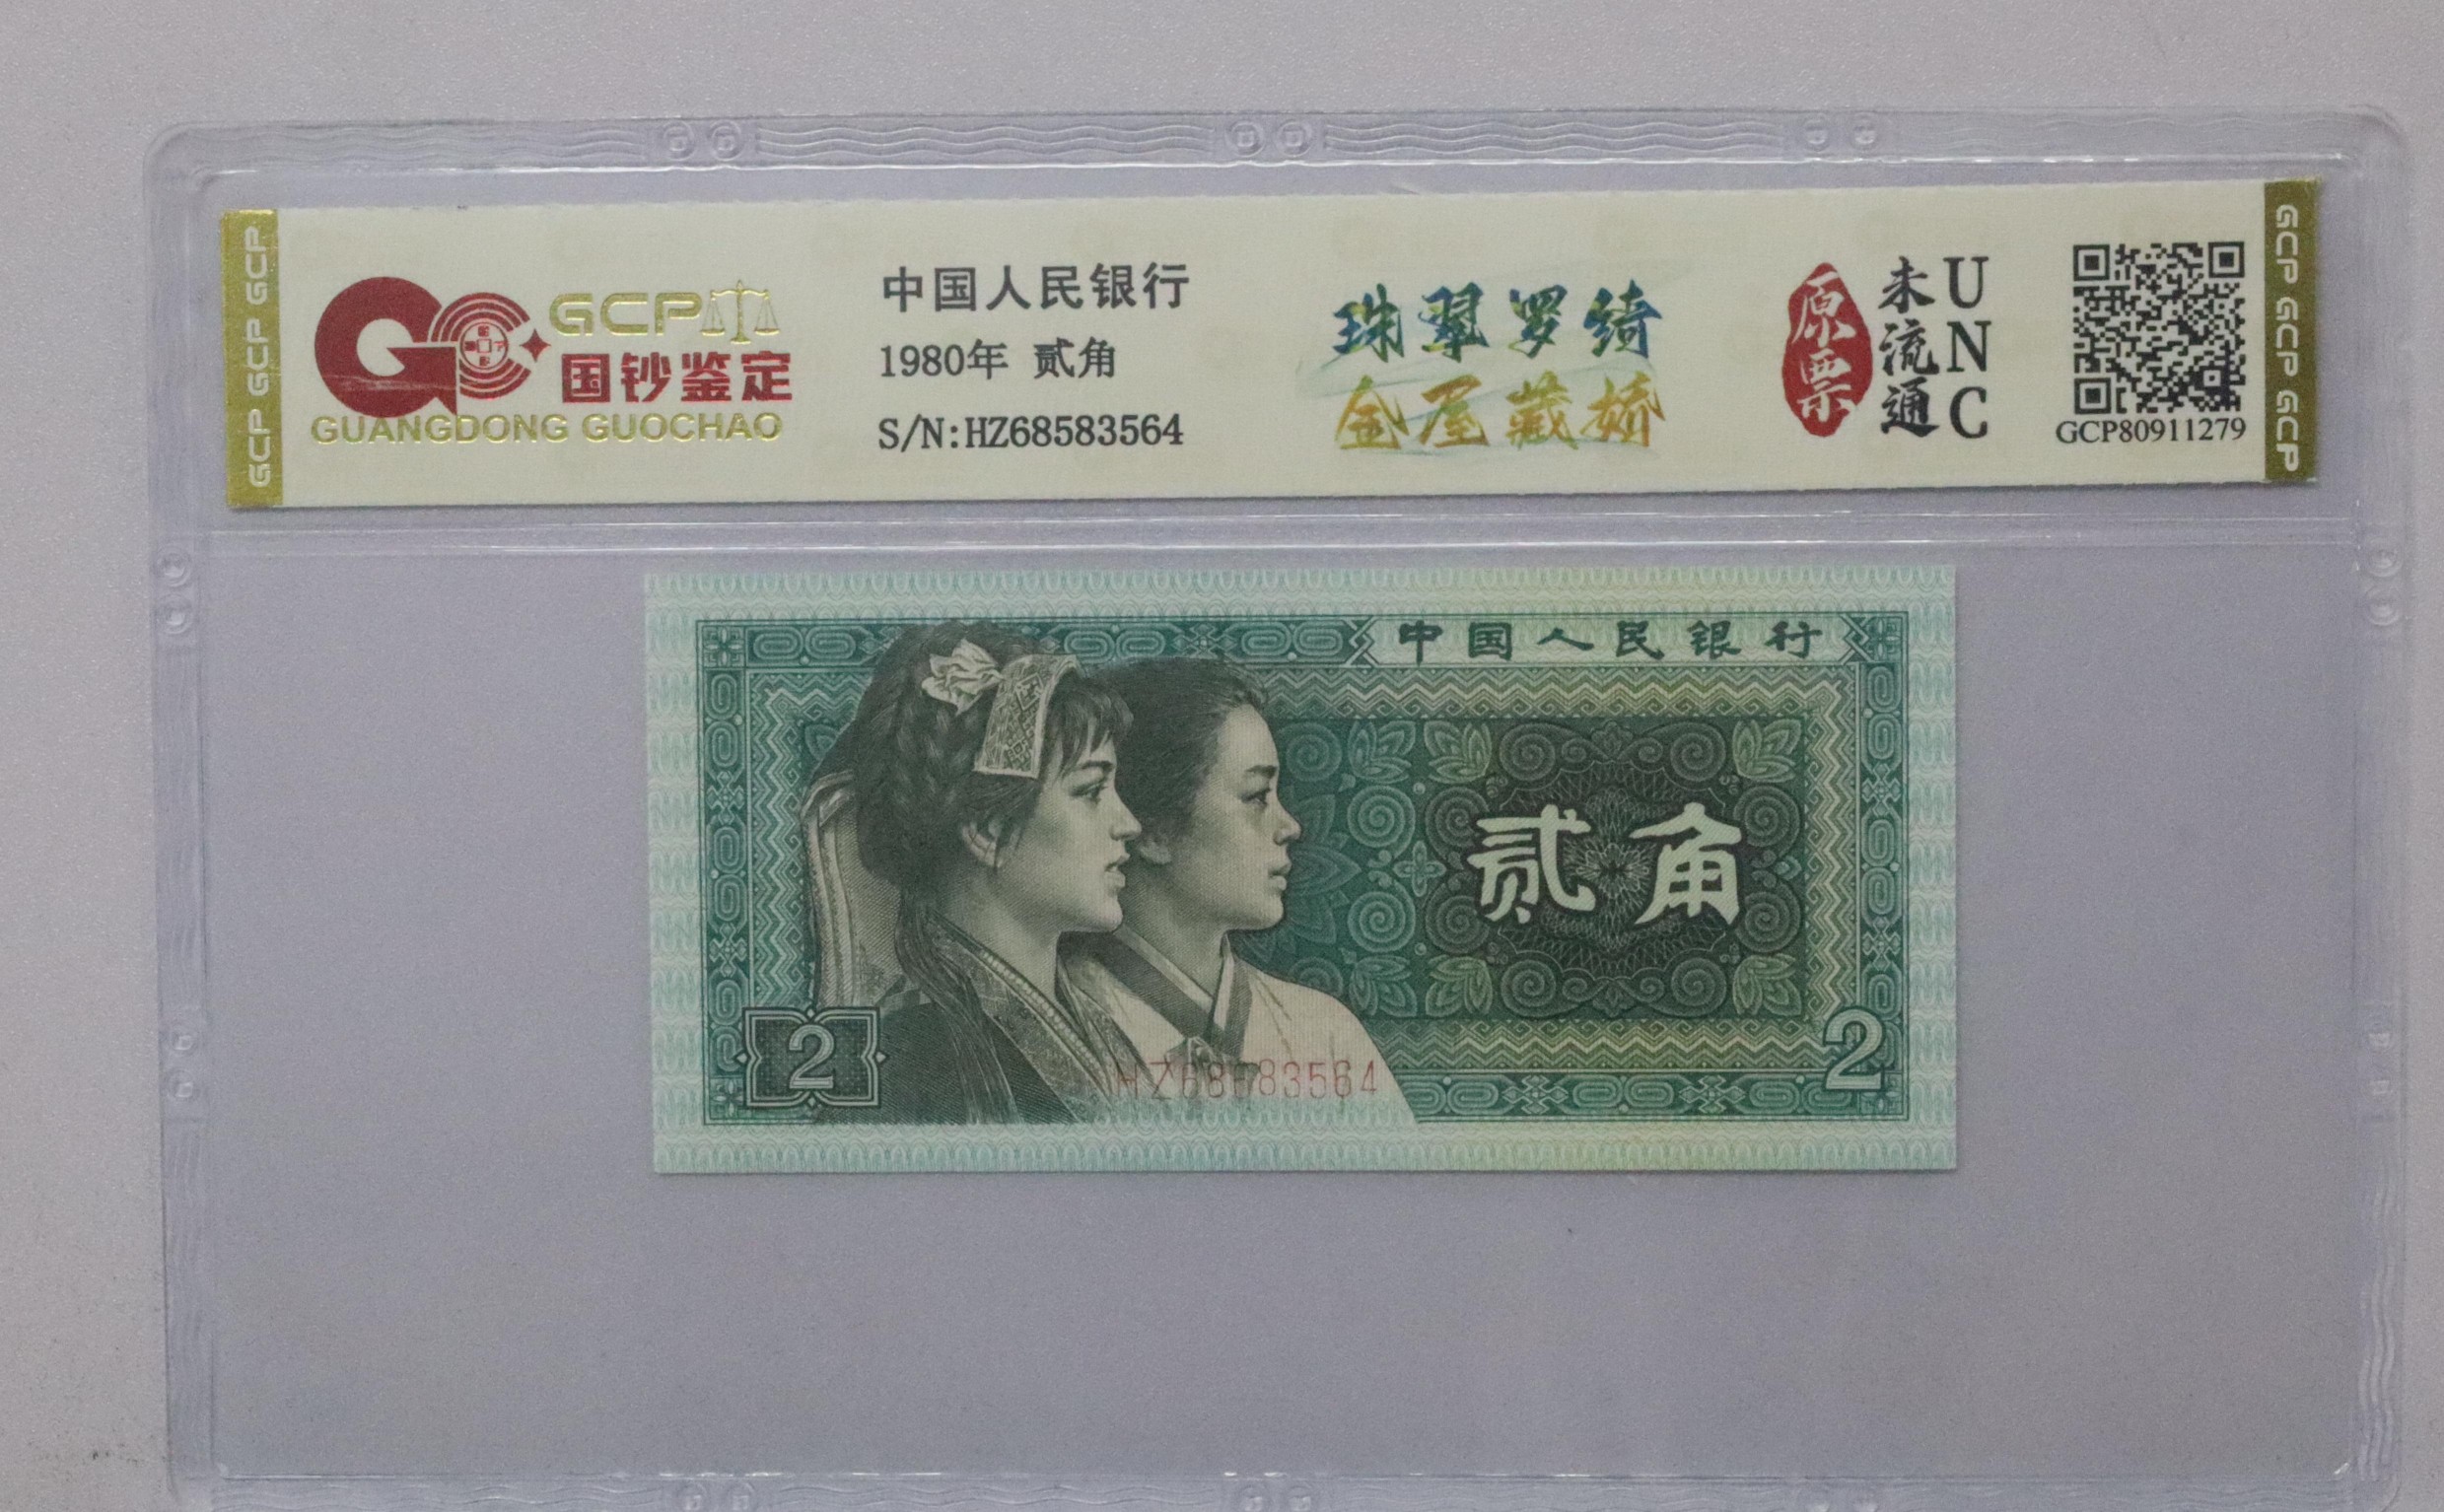 GCP GCP GCP
GCP
国钞鉴定
GUANGDONG GUOCHAO
中国人民银行
1980年 贰角
S/N:HZ68583564
珠翠罗绮
金屋藏娇
原票
未流通
UNC
GCP80911279
GCP GCP GCP
中国人民银行
贰角
2
2
HZ68583564